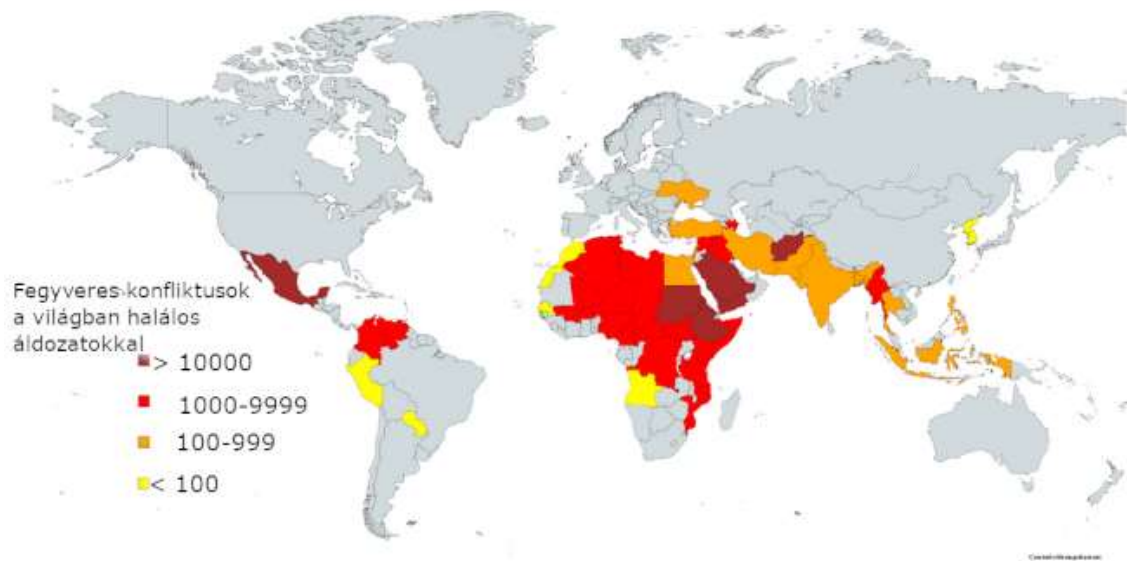 Fegyveres konfliktusok
a világban halálos
áldozatokkal
> 10000
1000-9999
100-999
< 100